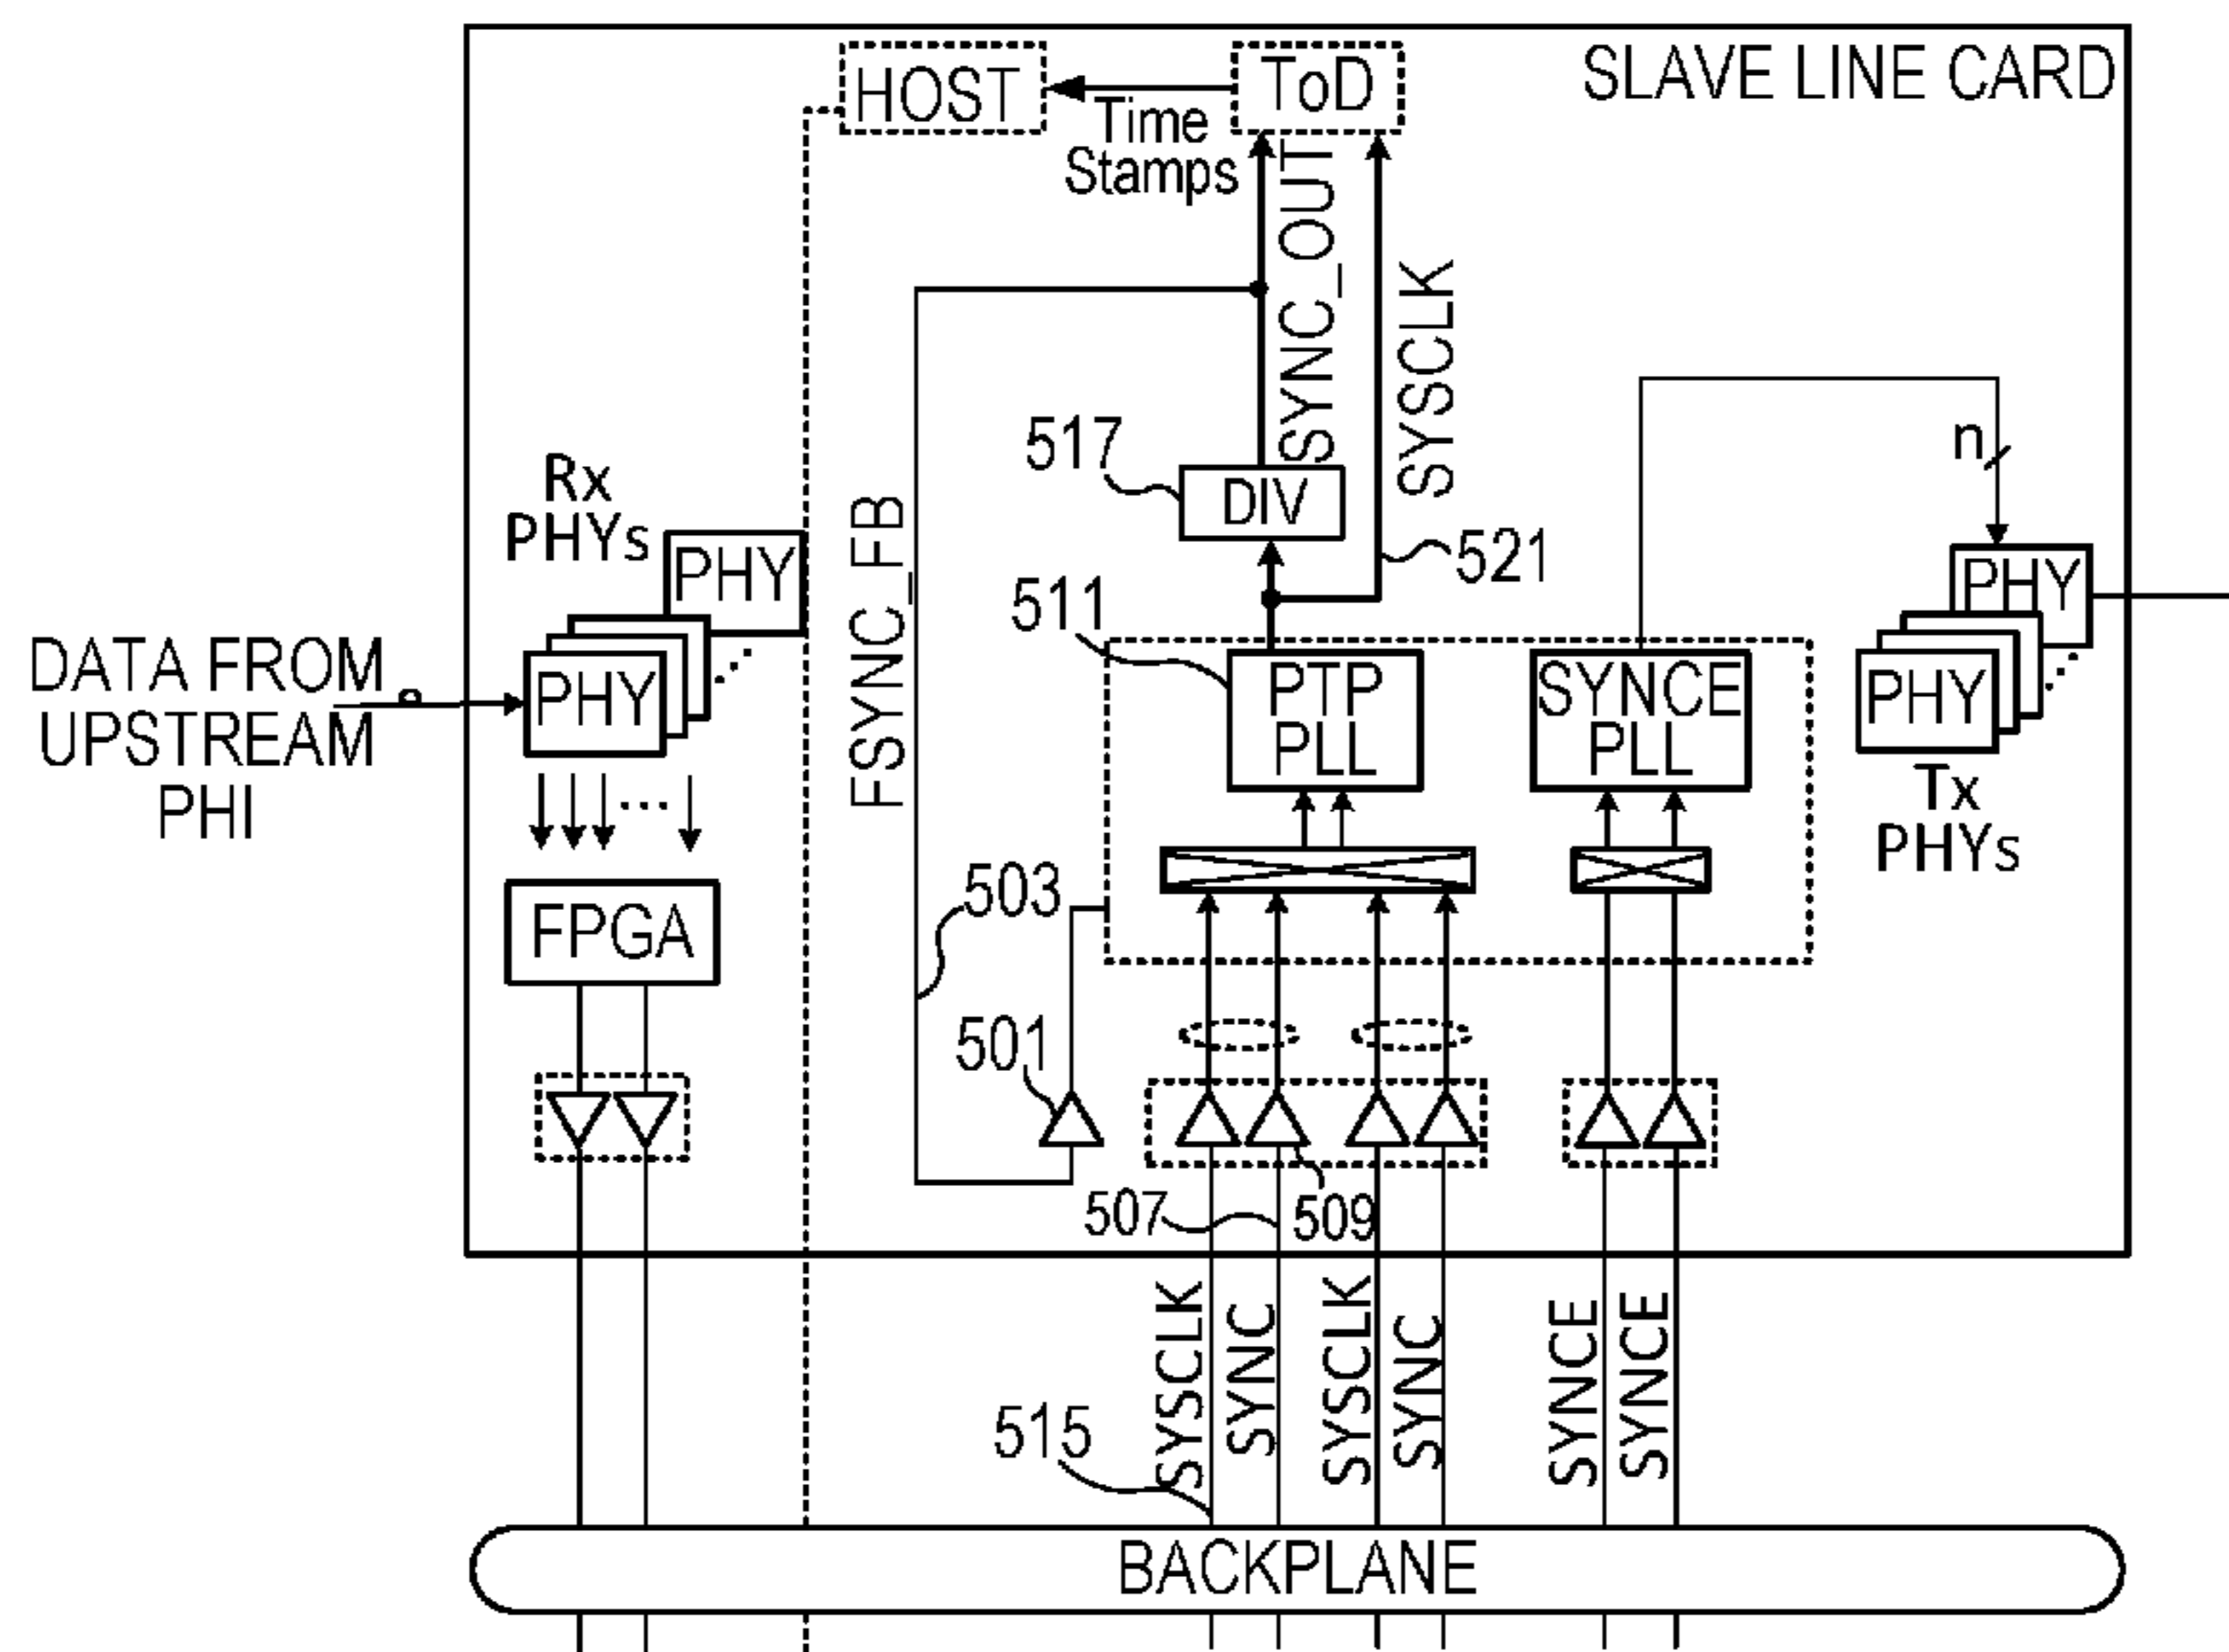 SLAVE LINE CARD
HOST
ToD
Time
Stamps
SYNC_OUT
SYSCLK
517
DIV
n
Rx
PHYs
PHY
FSYNC_FB
521
511
PHY
DATA FROM
UPSTREAM
PHI
PHY
PTP
PLL
SYNCE
PLL
PHY
Tx
PHYs
...
503
FPGA
501
507
509
SYSCLK
SYNC
SYSCLK
SYNC
SYNCE
SYNCE
515
BACKPLANE